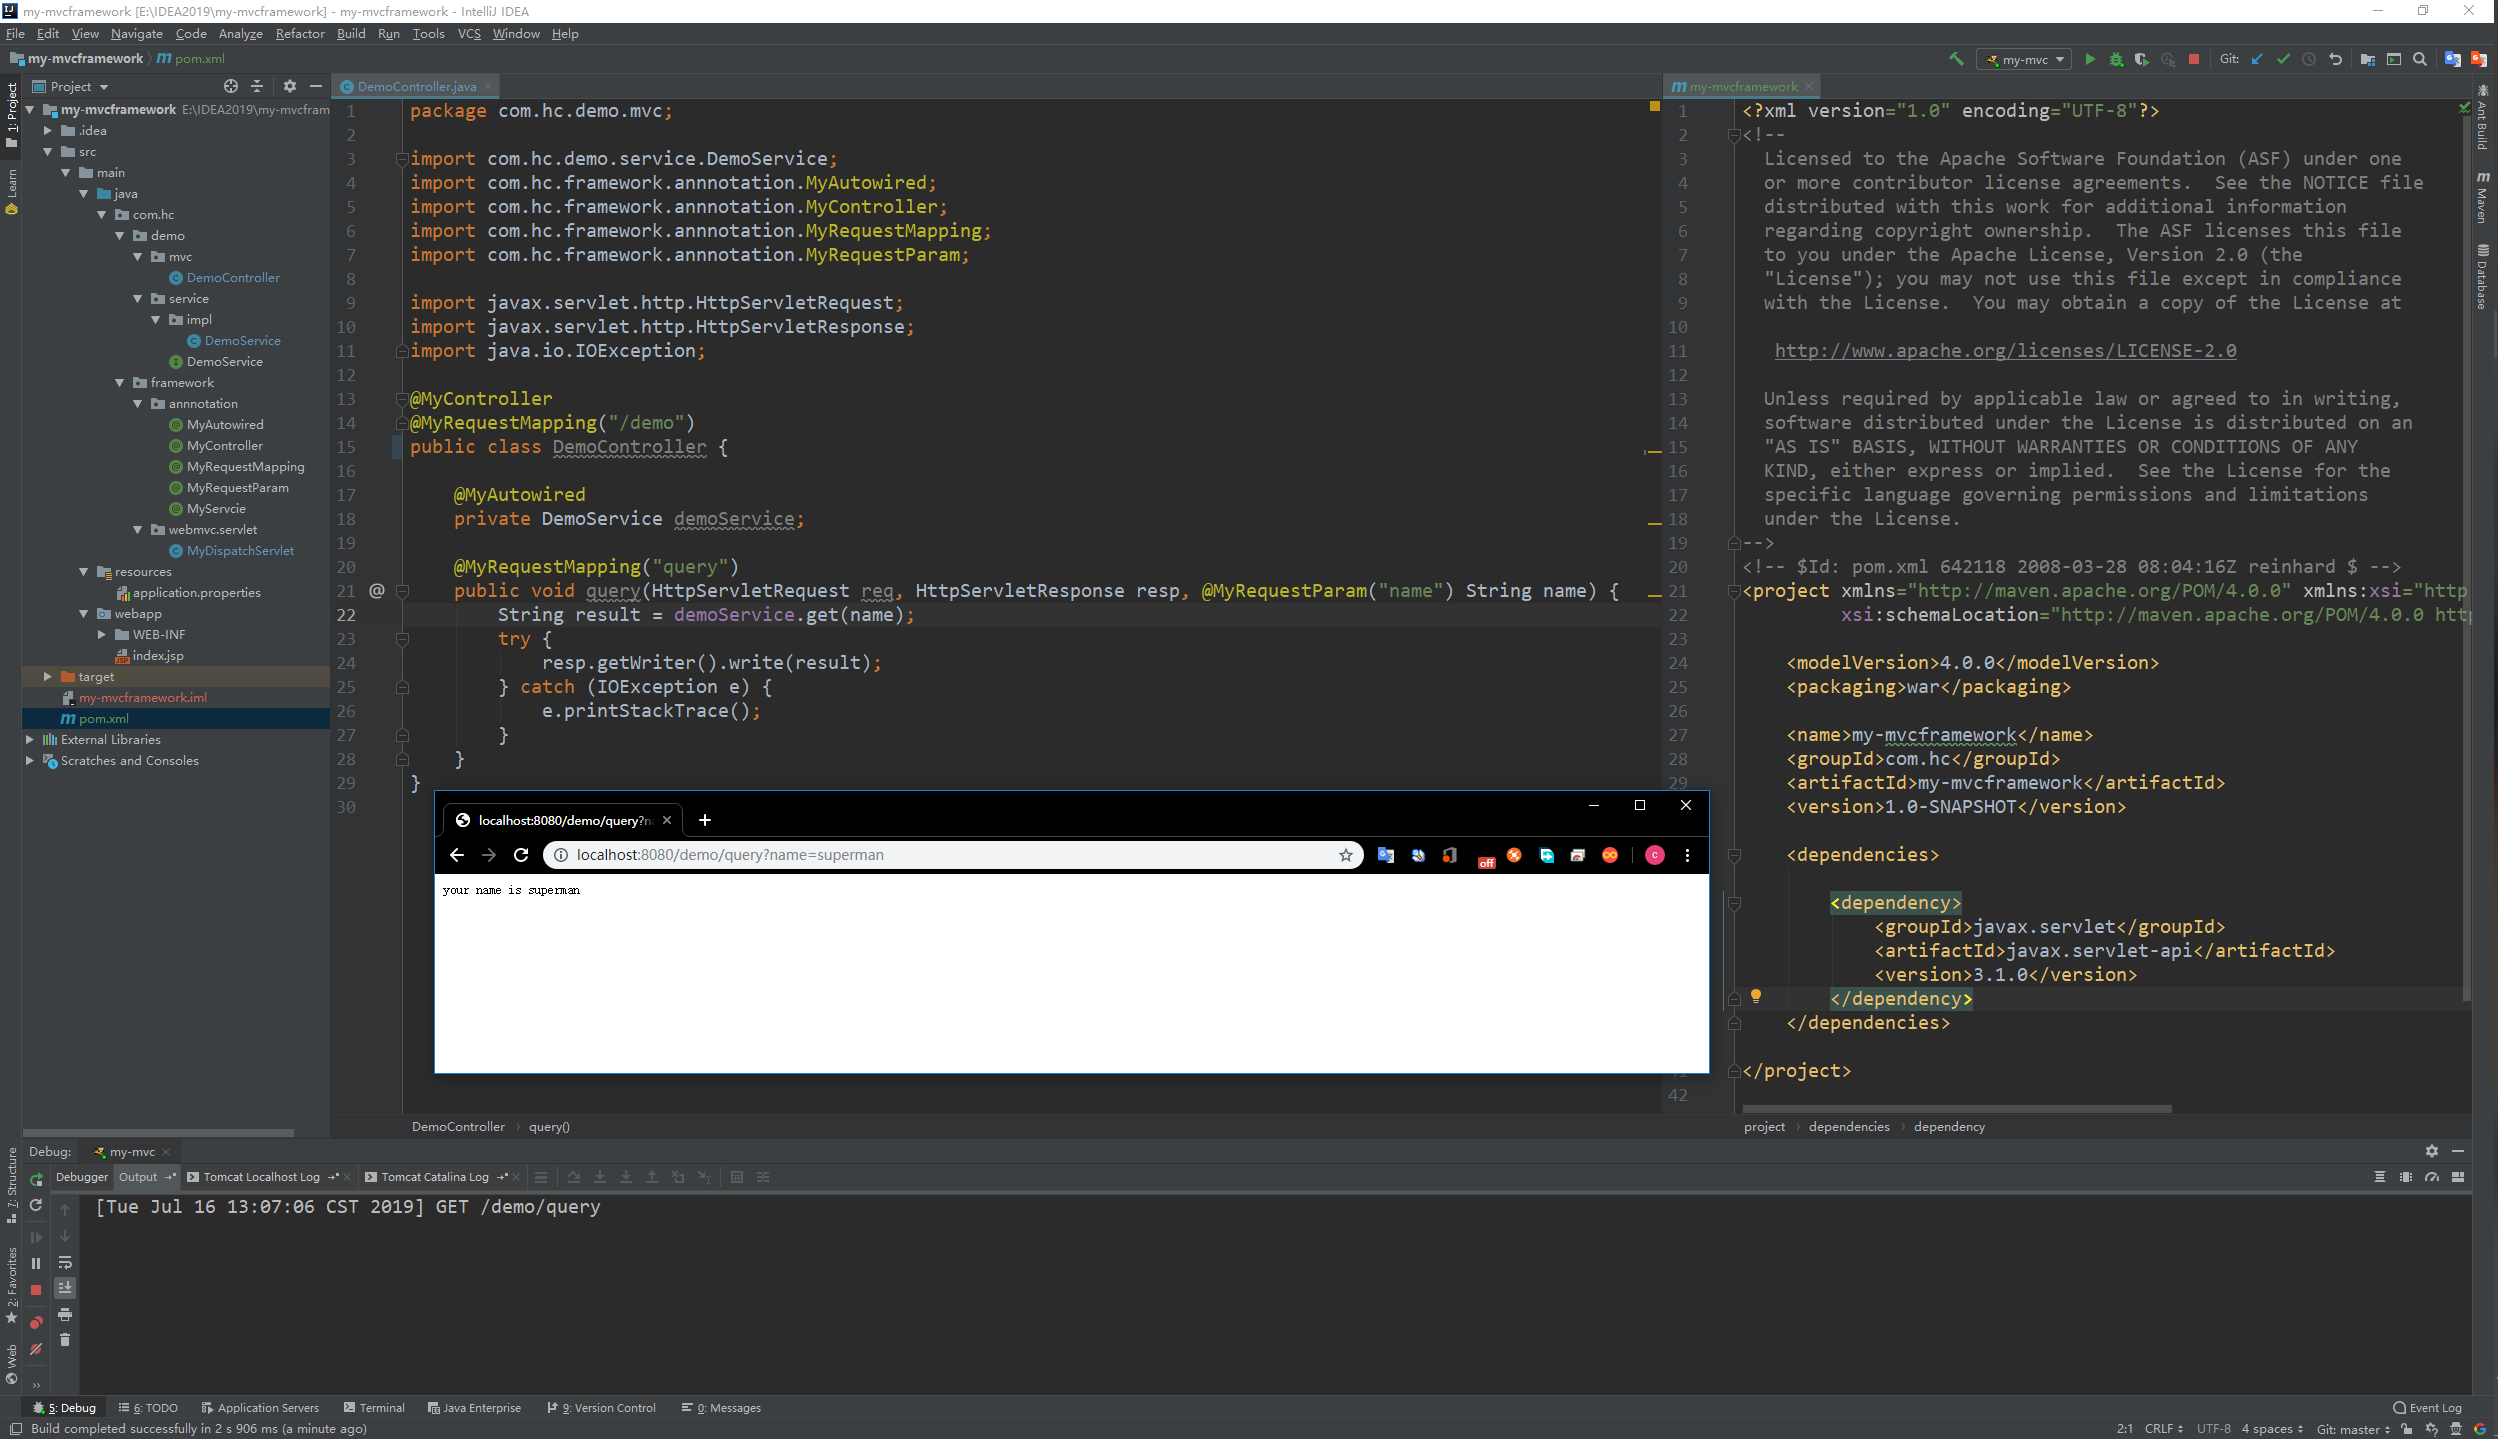 my-mvcframework [E:\IDEA2019\my-mvcframework] - my-mvcframework - IntelliJ IDEA
File Edit View Navigate Code Analyze Refactor Build Run Tools VCS Window Help
my-mvcframework pom.xml
my-mvc Git:
1: Project
Learn
Project
my-mvcframework E:\IDEA2019\my-mvcfram
.idea
src
main
java
com.hc
demo
mvc
DemoController
service
impl
DemoService
DemoService
framework
annnotation
MyAutowired
MyController
MyRequestMapping
MyRequestParam
MyServcie
webmvc.servlet
MyDispatchServlet
resources
application.properties
webapp
WEB-INF
index.jsp
target
my-mvcframework.iml
pom.xml
External Libraries
Scratches and Consoles
DemoController.java
1 package com.hc.demo.mvc;
2
3 import com.hc.demo.service.DemoService;
4 import com.hc.framework.annnotation.MyAutowired;
5 import com.hc.framework.annnotation.MyController;
6 import com.hc.framework.annnotation.MyRequestMapping;
7 import com.hc.framework.annnotation.MyRequestParam;
8
9 import javax.servlet.http.HttpServletRequest;
10 import javax.servlet.http.HttpServletResponse;
11 import java.io.IOException;
12
13 @MyController
14 @MyRequestMapping("/demo")
15 public class DemoController {
16
17 @MyAutowired
18 private DemoService demoService;
19
20 @MyRequestMapping("query")
21 @ public void query(HttpServletRequest req, HttpServletResponse resp, @MyRequestParam("name") String name) {
22 String result = demoService.get(name);
23 try {
24 resp.getWriter().write(result);
25 } catch (IOException e) {
26 e.printStackTrace();
27 }
28 }
29 }
30
DemoController query()
localhost:8080/demo/query?n
localhost:8080/demo/query?name=superman
off
C
your name is superman
my-mvcframework
1 <?xml version="1.0" encoding="UTF-8"?>
2 <!--
3 Licensed to the Apache Software Foundation (ASF) under one
4 or more contributor license agreements. See the NOTICE file
5 distributed with this work for additional information
6 regarding copyright ownership. The ASF licenses this file
7 to you under the Apache License, Version 2.0 (the
8 "License"); you may not use this file except in compliance
9 with the License. You may obtain a copy of the License at
10
11 http://www.apache.org/licenses/LICENSE-2.0
12
13 Unless required by applicable law or agreed to in writing,
14 software distributed under the License is distributed on an
15 "AS IS" BASIS, WITHOUT WARRANTIES OR CONDITIONS OF ANY
16 KIND, either express or implied. See the License for the
17 specific language governing permissions and limitations
18 under the License.
19 -->
20 <!-- $Id: pom.xml 642118 2008-03-28 08:04:16Z reinhard $ -->
21 <project xmlns="http://maven.apache.org/POM/4.0.0" xmlns:xsi="http
22 xsi:schemaLocation="http://maven.apache.org/POM/4.0.0 htt
23
24 <modelVersion>4.0.0</modelVersion>
25 <packaging>war</packaging>
26
27 <name>my-mvcframework</name>
28 <groupId>com.hc</groupId>
29 <artifactId>my-mvcframework</artifactId>
<version>1.0-SNAPSHOT</version>
<dependencies>
<dependency>
<groupId>javax.servlet</groupId>
<artifactId>javax.servlet-api</artifactId>
<version>3.1.0</version>
</dependency>
</dependencies>
</project>
42
project dependencies dependency
Ant Build
Maven
Database
7: Structure
2: Favorites
Web
Debug: my-mvc
Debugger Output Tomcat Localhost Log Tomcat Catalina Log
[Tue Jul 16 13:07:06 CST 2019] GET /demo/query
5: Debug 6: TODO Application Servers Terminal Java Enterprise 9: Version Control 0: Messages Event Log
Build completed successfully in 2 s 906 ms (a minute ago) 2:1 CRLF UTF-8 4 spaces Git: master